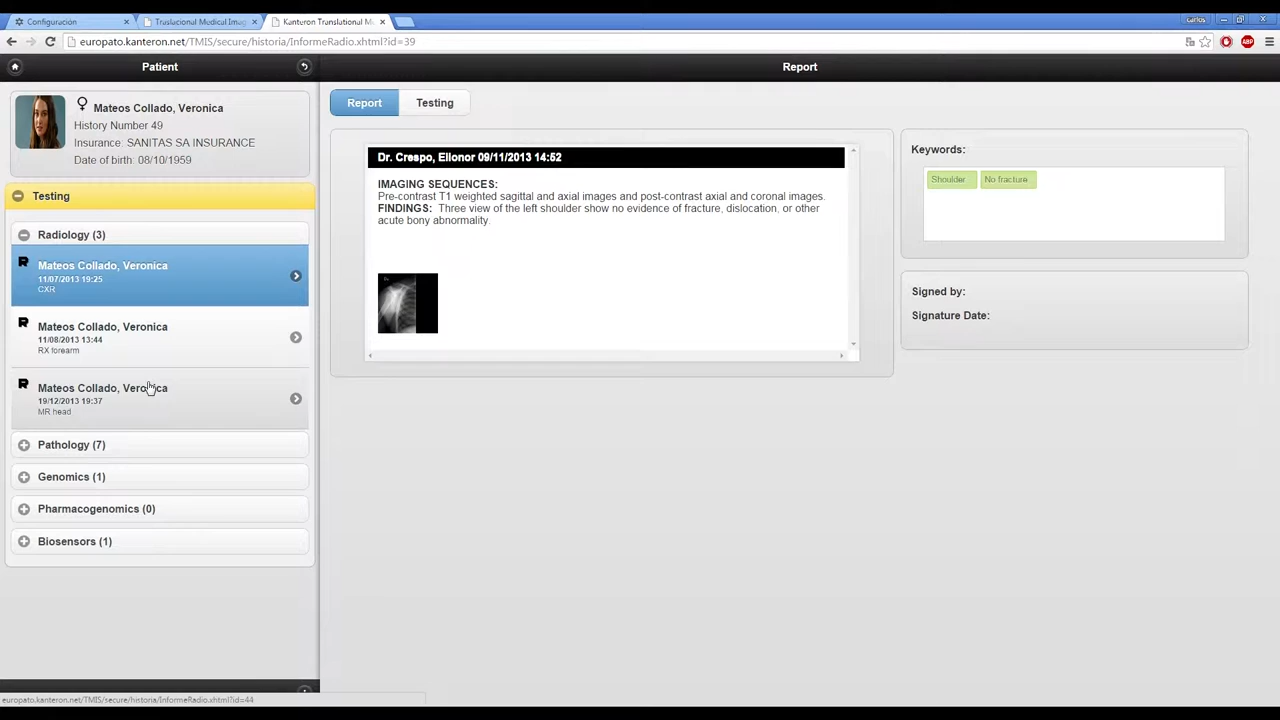 Configuración
Traslacional Medical Imag
Kanteron Translational M
Carlos
europato.kanteron.net/TMIS/secure/historia/InformeRadio.xhtml?id=39
ABP
Patient
Report
Mateos Collado, Veronica
History Number 49
Insurance: SANITAS SA INSURANCE
Date of birth. 0/10/1959
Testing
Radiology (3)
R
Mateos Collado, Veronica
11/07/2013 19:25
CXR
R
Mateos Collado, Veronica
11/08/2013 13:44
RX forearm
R
Mateos Collado, Veronica
19/12/2013 19:37
MR head
Pathology (7)
Genomics (1)
Pharmacogenomics (0)
Biosensors (1)
europato.kanteron.net/TMIS/secure/historia/InformeRadio.xhtml?id=44
Report
Testing
Dr. Crespo, Ellonor 09/11/2013 14:52
IMAGING SEQUENCES:
Pre-contrast T1 weighted sagittal and axial images and post-contrast axial and coronal images.
FINDINGS: Three view of the left shoulder show no evidence of fracture, dislocation, or other
acute bony abnormality.
Keywords:
Shoulder
No fracture
Signed by:
Signature Date: